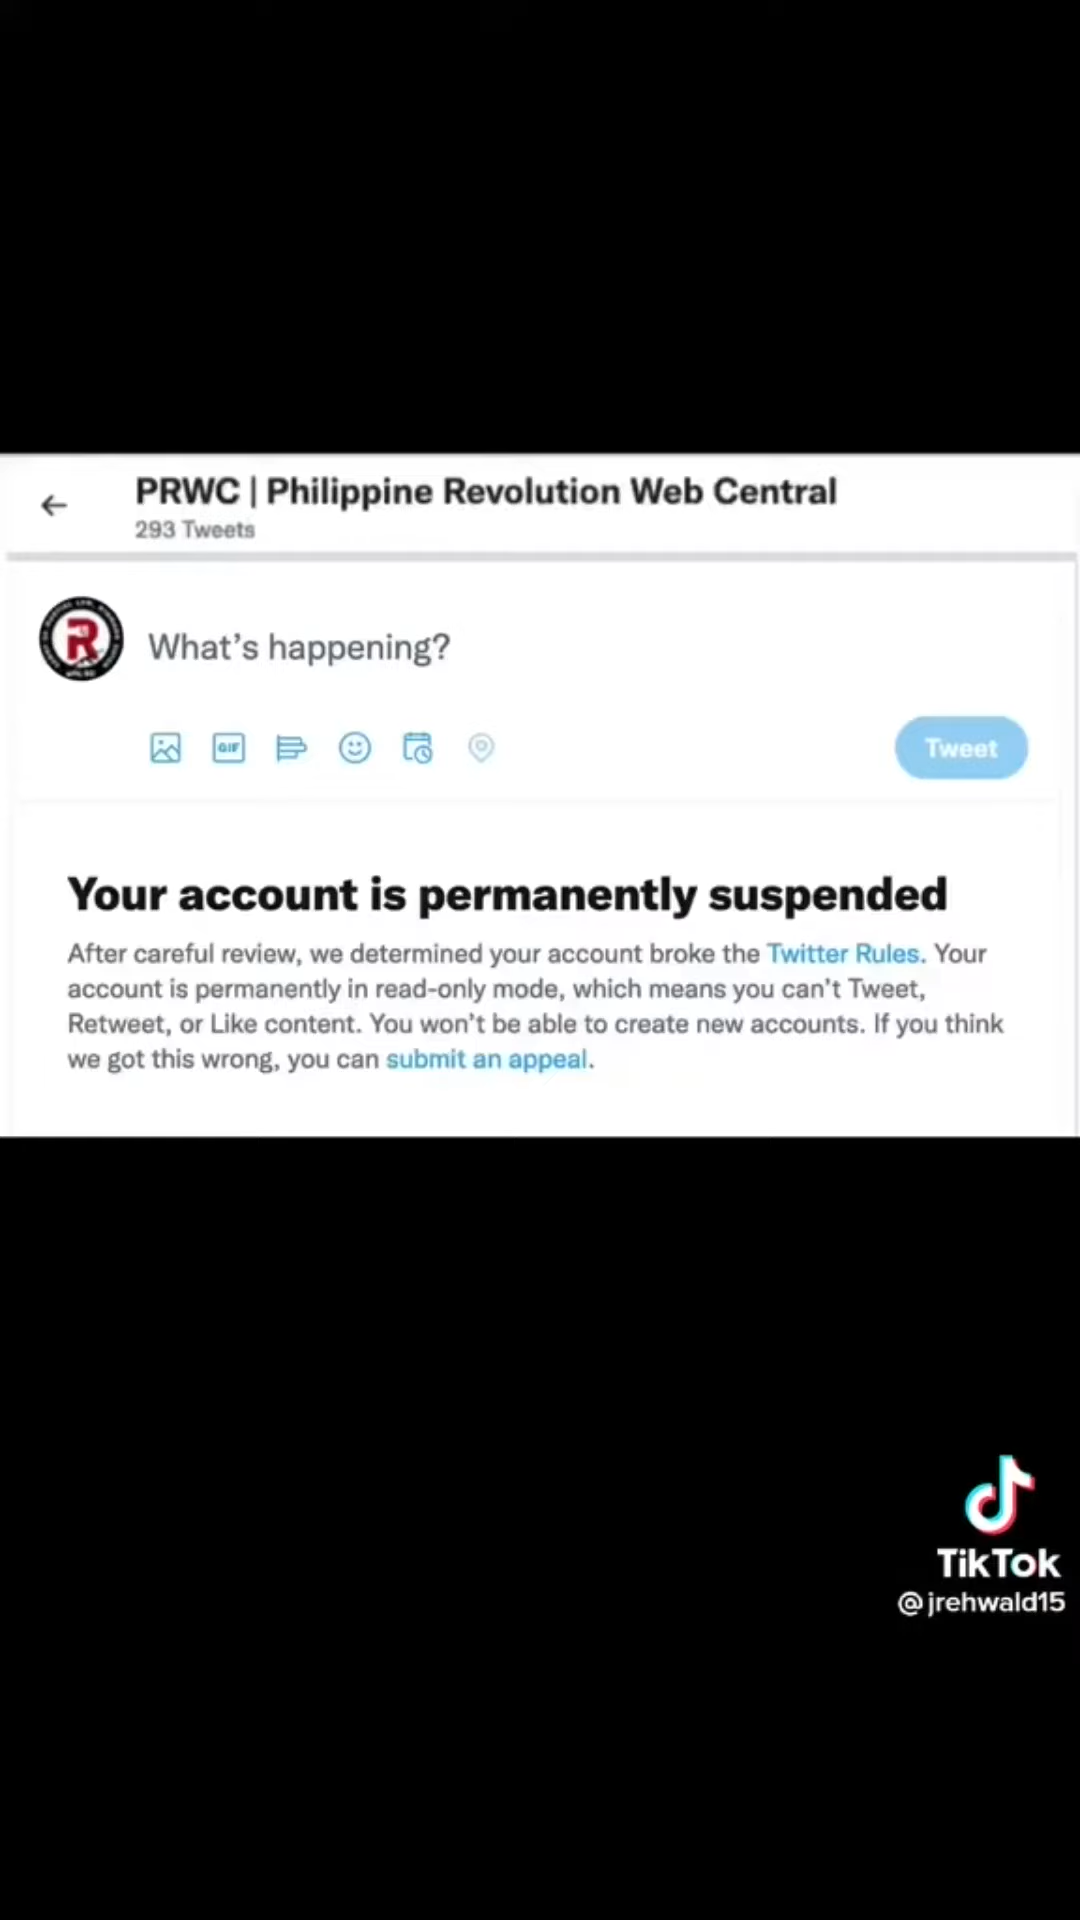 PRWC | Philippine Revolution Web Central
293 Tweets
What's happening?
GIF
Tweet
Your account is permanently suspended
After careful review, we determined your account broke the Twitter Rules. Your
account is permanently in read-only mode, which means you can't Tweet,
Retweet, or Like content. You won't be able to create new accounts. If you think
we got this wrong, you can submit an appeal.
TikTok
@jrehwald15